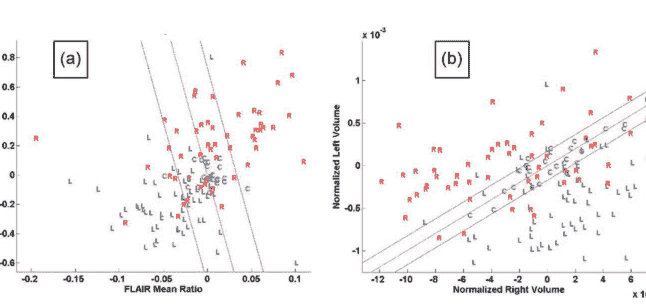 (a)
0.8
0.6
0.4
0.2
0
-0.2
-0.4
-0.6
-0.2 -0.15 -0.1 -0.05 0 0.05 0.1
FLAIR Mean Ratio
x 10⁻³
(b)
1
0.5
0
-0.5
-1
Normalized Left Volume
-12 -10 -8 -6 -4 -2 0 2 4 6
Normalized Right Volume
x 10